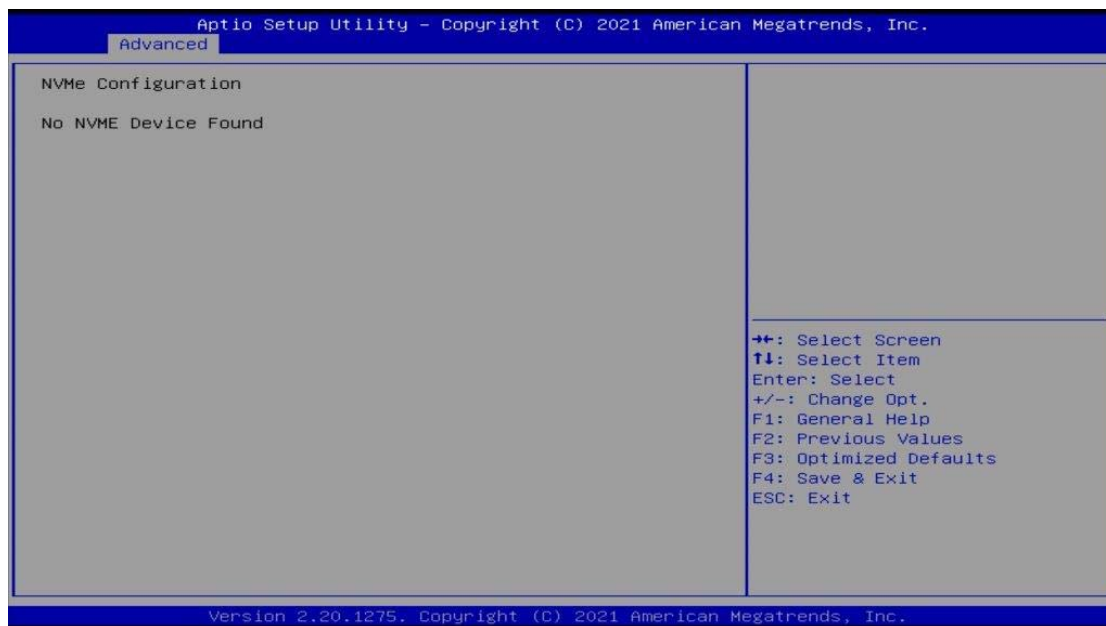 Aptio Setup Utility – Copyright (C) 2021 American Megatrends, Inc.
Advanced
NVMe Configuration
No NVME Device Found
→←: Select Screen
↑↓: Select Item
Enter: Select
+/-: Change Opt.
F1: General Help
F2: Previous Values
F3: Optimized Defaults
F4: Save & Exit
ESC: Exit
Version 2.20.1275. Copyright (C) 2021 American Megatrends, Inc.